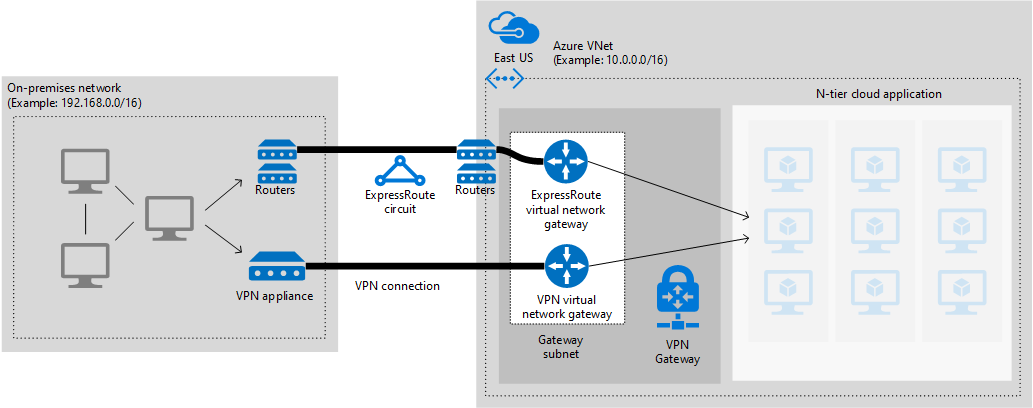 East US
Azure VNet
(Example: 10.0.0.0/16)
On-premises network
(Example: 192.168.0.0/16)
N-tier cloud application
Routers
ExpressRoute
circuit
Routers
ExpressRoute
virtual network
gateway
VPN appliance
VPN connection
VPN virtual
network gateway
Gateway
subnet
VPN
Gateway